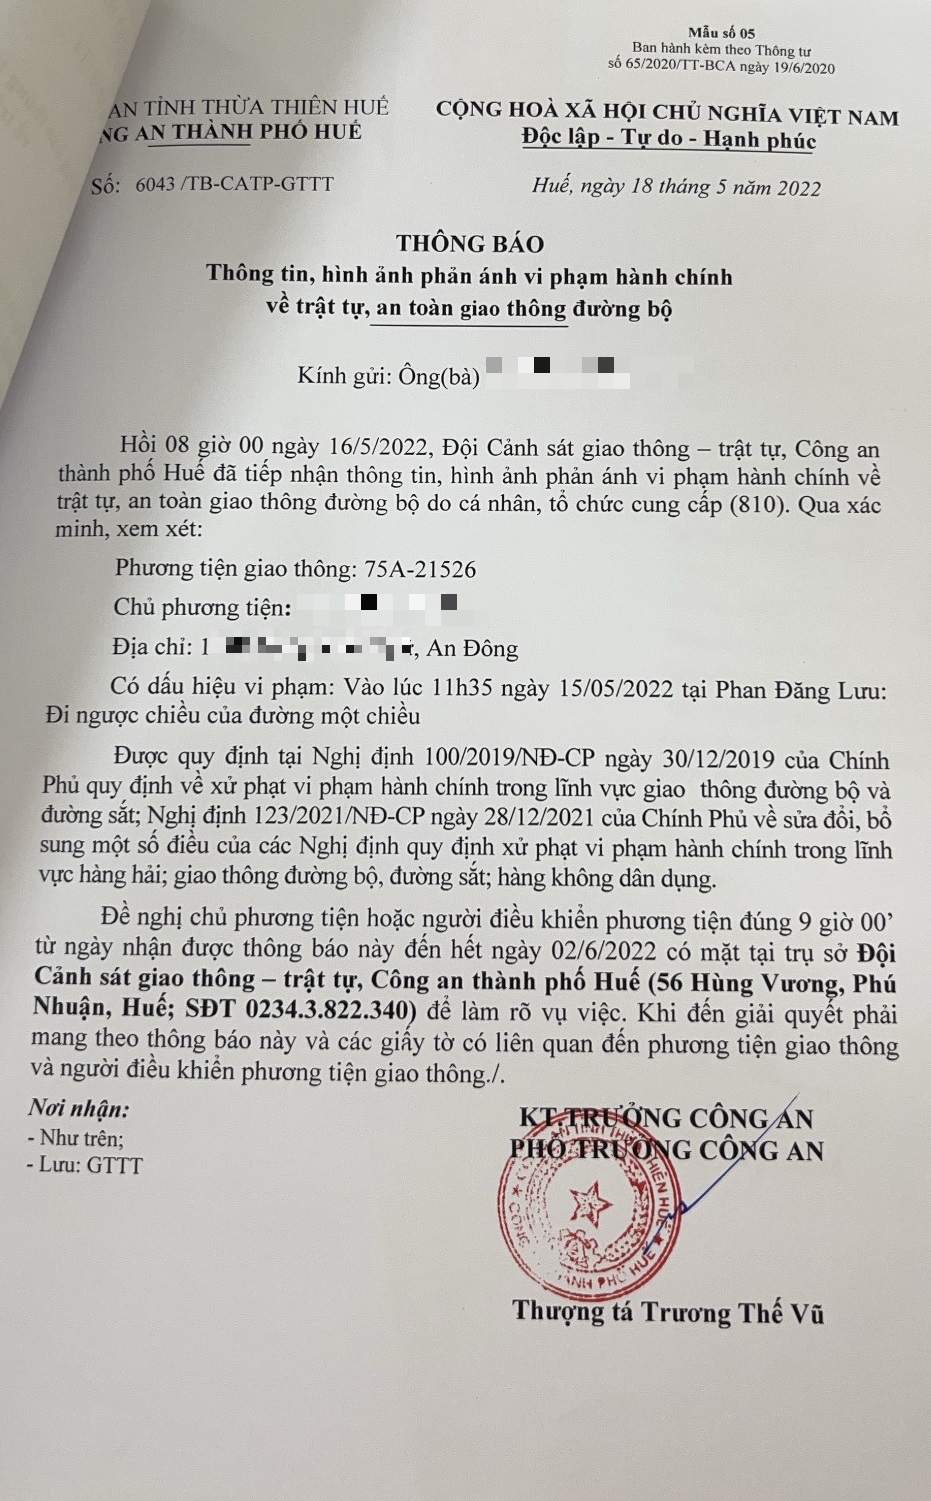 Mẫu số 05
Ban hành kèm theo Thông tư
số 65/2020/TT-BCA ngày 19/6/2020
AN TỈNH THỪA THIÊN HUẾ
NG AN THÀNH PHỐ HUẾ
CỘNG HOÀ XÃ HỘI CHỦ NGHĨA VIỆT NAM
Độc lập - Tự do - Hạnh phúc
Số: 6043 /TB-CATP-GTTT
Huế, ngày 18 tháng 5 năm 2022
THÔNG BÁO
Thông tin, hình ảnh phản ánh vi phạm hành chính
về trật tự, an toàn giao thông đường bộ
Kính gửi: Ông(bà)
Hồi 08 giờ 00 ngày 16/5/2022, Đội Cảnh sát giao thông – trật tự, Công an
thành phố Huế đã tiếp nhận thông tin, hình ảnh phản ánh vi phạm hành chính về
trật tự, an toàn giao thông đường bộ do cá nhân, tổ chức cung cấp (810). Qua xác
minh, xem xét:
Phương tiện giao thông: 75A-21526
Chủ phương tiện:
Địa chỉ: 1 , An Đông
Có dấu hiệu vi phạm: Vào lúc 11h35 ngày 15/05/2022 tại Phan Đăng Lưu:
Đi ngược chiều của đường một chiều
Được quy định tại Nghị định 100/2019/NĐ-CP ngày 30/12/2019 của Chính
Phủ quy định về xử phạt vi phạm hành chính trong lĩnh vực giao thông đường bộ và
đường sắt; Nghị định 123/2021/NĐ-CP ngày 28/12/2021 của Chính Phủ về sửa đổi, bổ
sung một số điều của các Nghị định quy định xử phạt vi phạm hành chính trong lĩnh
vực hàng hải; giao thông đường bộ, đường sắt; hàng không dân dụng.
Đề nghị chủ phương tiện hoặc người điều khiển phương tiện đúng 9 giờ 00’
từ ngày nhận được thông báo này đến hết ngày 02/6/2022 có mặt tại trụ sở Đội
Cảnh sát giao thông – trật tự, Công an thành phố Huế (56 Hùng Vương, Phú
Nhuận, Huế; SĐT 0234.3.822.340) để làm rõ vụ việc. Khi đến giải quyết phải
mang theo thông báo này và các giấy tờ có liên quan đến phương tiện giao thông
và người điều khiển phương tiện giao thông./.
Nơi nhận:
- Như trên;
- Lưu: GTTT
KT.TRƯỞNG CÔNG AN
PHÓ TRƯỞNG CÔNG AN
Thượng tá Trương Thế Vũ